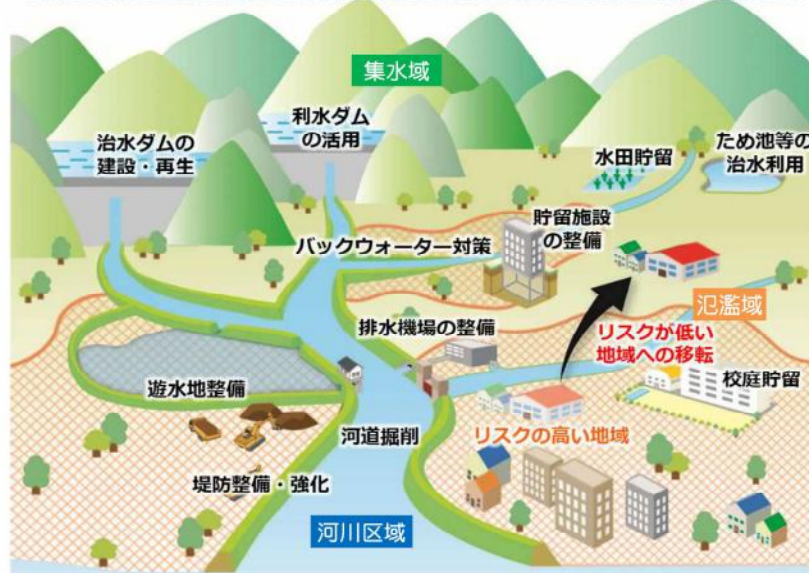 集水域
利水ダム
の活用
治水ダムの
建設・再生
水田貯留
ため池等の
治水利用
貯留施設
の整備
バックウォーター対策
氾濫域
排水機場の整備
リスクが低い
地域への移転
校庭貯留
遊水地整備
河道掘削
リスクの高い地域
堤防整備・強化
河川区域